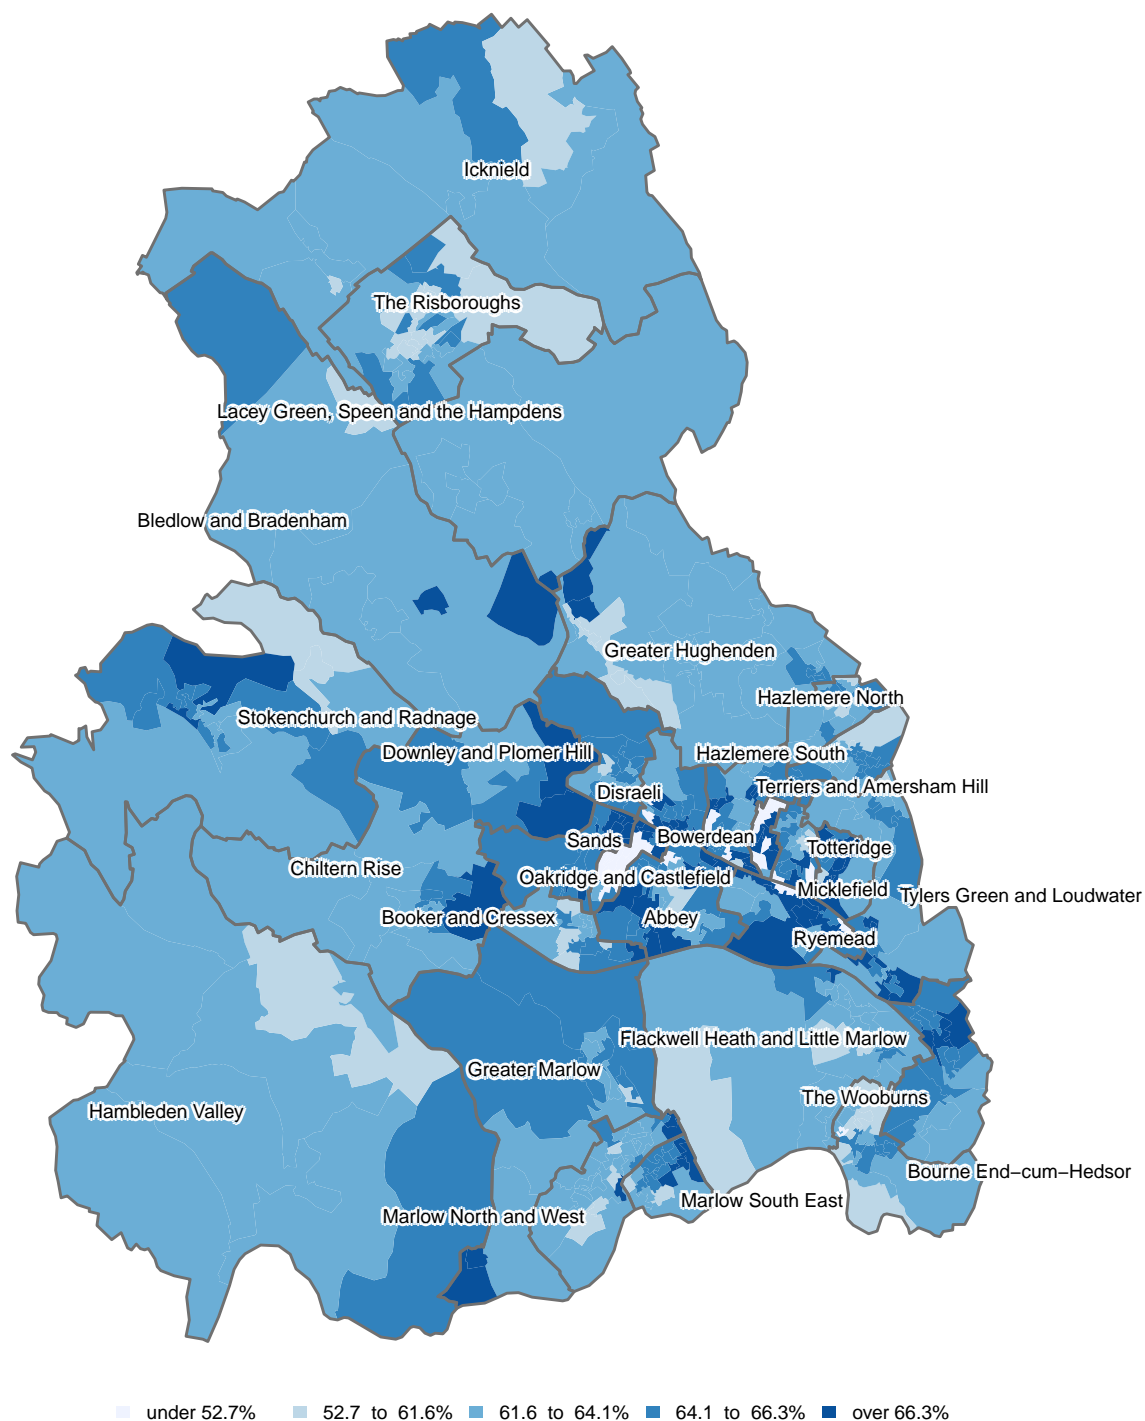 Icknield
The Risboroughs
Lacey Green, Speen and the Hampdens
Bledlow and Bradenham
Greater Hughenden
Hazlemere North
Stokenchurch and Radnage
Downley and Plomer Hill
Hazlemere South
Disraeli
Terriers and Amersham Hill
Sands
Bowerdean
Totteridge
Chiltern Rise
Oakridge and Castlefield
Micklefield
Tylers Green and Loudwater
Booker and Cressex
Abbey
Ryemead
Flackwell Heath and Little Marlow
Greater Marlow
The Wooburns
Hambleden Valley
Bourne End−cum−Hedsor
Marlow South East
Marlow North and West
under 52.7% 52.7 to 61.6% 61.6 to 64.1% 64.1 to 66.3% over 66.3%